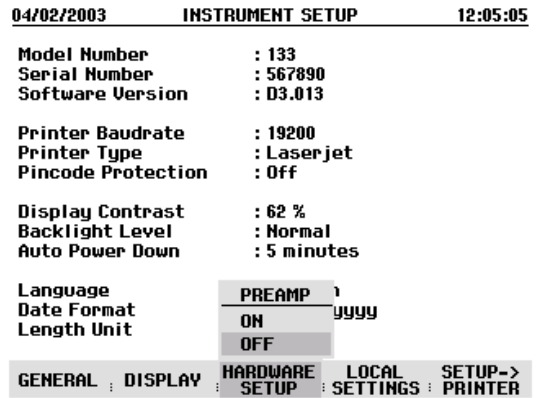 04/02/2003 INSTRUMENT SETUP 12:05:05
Model Number : 133
Serial Number : 567890
Software Version : D3.013
Printer Baudrate : 19200
Printer Type : Laserjet
Pincode Protection : Off
Display Contrast : 62 %
Backlight Level : Normal
Auto Power Down : 5 minutes
Language
Date Format yyyy
Length Unit
PREAMP
ON
OFF
GENERAL DISPLAY HARDWARE SETUP LOCAL SETTINGS SETUP-> PRINTER